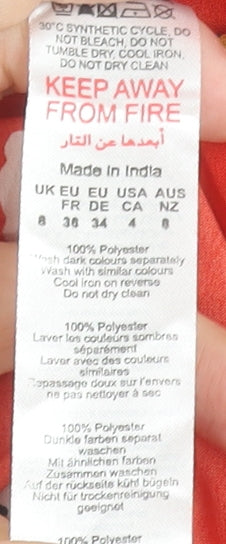 30°C SYNTHETIC CYCLE, DO
NOT BLEACH, DO NOT
TUMBLE DRY, COOL IRON,
DO NOT DRY CLEAN
KEEP AWAY
FROM FIRE
أبعدها عن النار
Made in India
UK EU EU USA AUS
FR DE CA NZ
8 36 34 4 8
100% Polyester
Wash dark colours separately
Wash with similar colours
Cool iron on reverse
Do not dry clean
100% Polyester
Laver les couleurs sombres
séparément
Laver avec des couleurs
similaires
Repassage doux sur l'envers
ne pas nettoyer à sec
100% Polyester
Dunkle farben separat
waschen
Mit ähnlichen farben
Zusammen waschen
Auf der rückseite kühl bügeln
Nicht für trockenreinigung
geeignet
100% Polyester